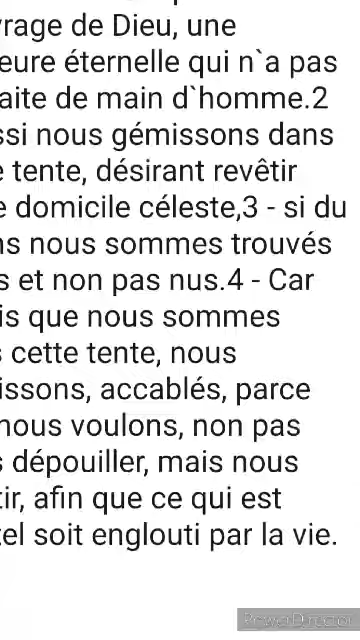 vrage de Dieu, une
eure éternelle qui n`a pas
aite de main d`homme.2
ssi nous gémissons dans
e tente, désirant revêtir
e domicile céleste,3 - si du
ns nous sommes trouvés
s et non pas nus.4 - Car
is que nous sommes
s cette tente, nous
issons, accablés, parce
nous voulons, non pas
s dépouiller, mais nous
tir, afin que ce qui est
tel soit englouti par la vie.
PowerDirector